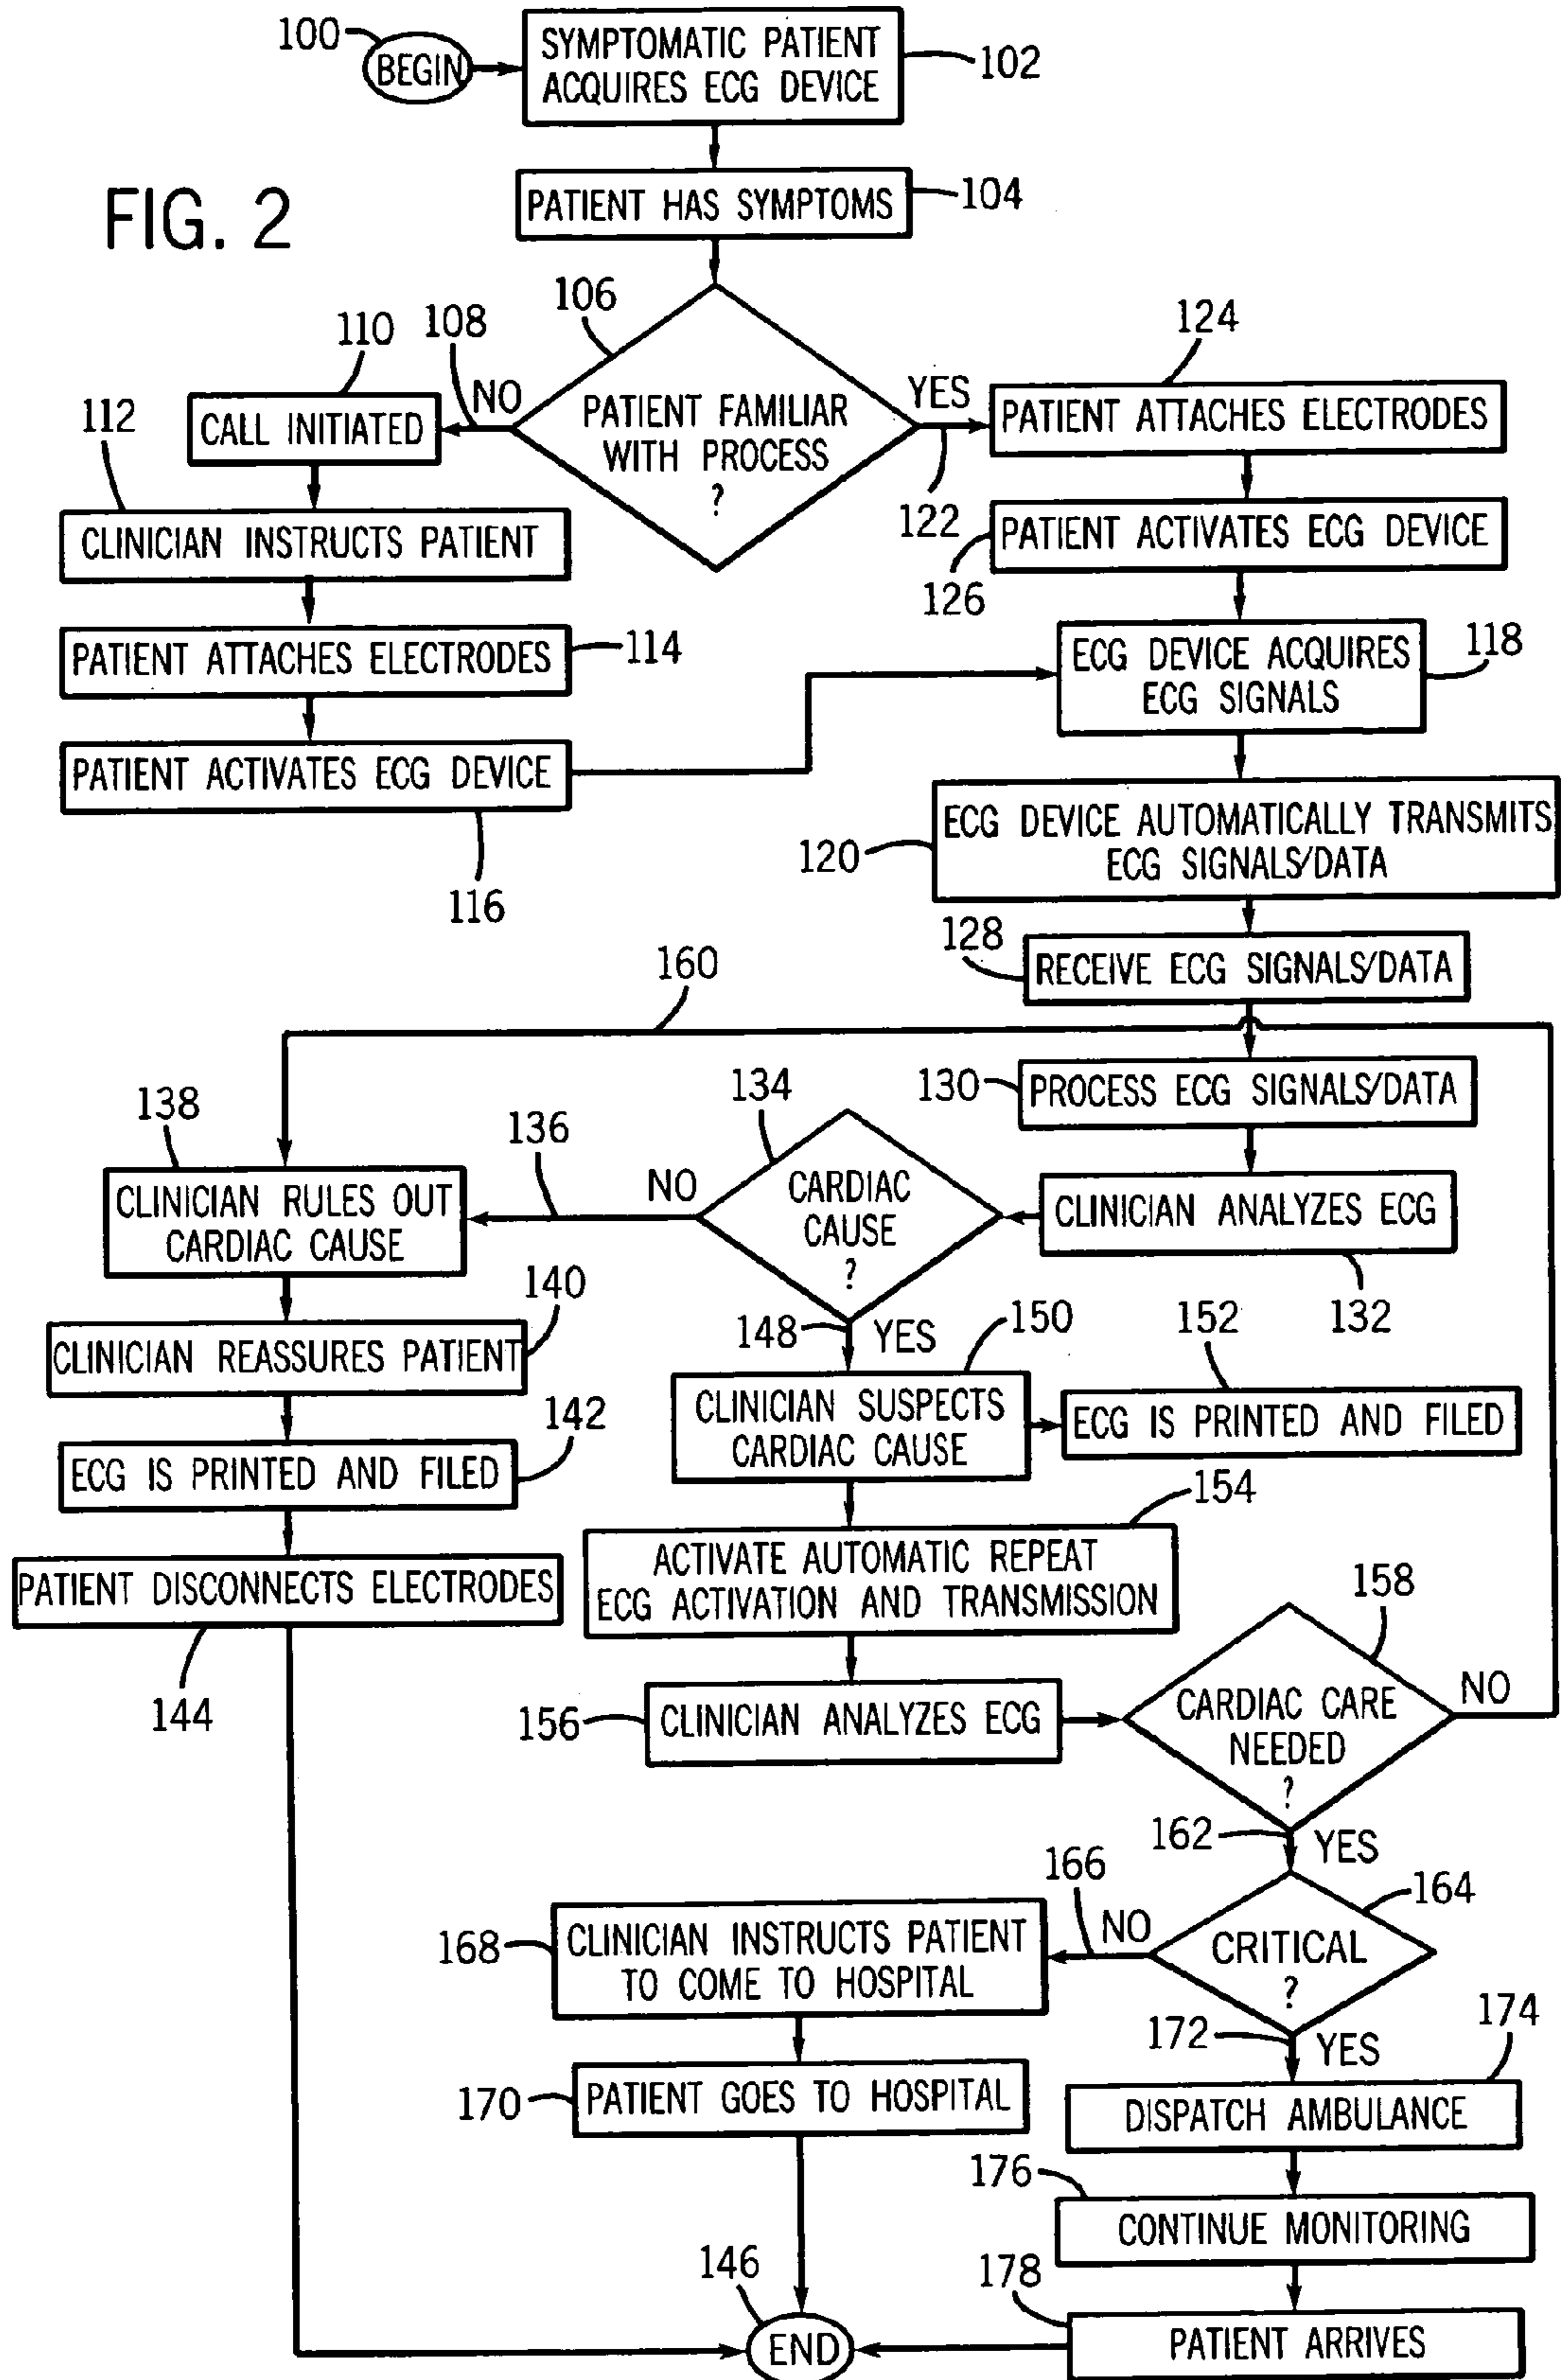 100
BEGIN
SYMPTOMATIC PATIENT
ACQUIRES ECG DEVICE
102
FIG. 2
PATIENT HAS SYMPTOMS
104
106
PATIENT FAMILIAR
WITH PROCESS
?
108
NO
110
CALL INITIATED
112
CLINICIAN INSTRUCTS PATIENT
PATIENT ATTACHES ELECTRODES
114
PATIENT ACTIVATES ECG DEVICE
116
YES
122
124
PATIENT ATTACHES ELECTRODES
PATIENT ACTIVATES ECG DEVICE
126
ECG DEVICE ACQUIRES
ECG SIGNALS
118
ECG DEVICE AUTOMATICALLY TRANSMITS
ECG SIGNALS/DATA
120
128
RECEIVE ECG SIGNALS/DATA
160
130
PROCESS ECG SIGNALS/DATA
CLINICIAN ANALYZES ECG
132
134
CARDIAC
CAUSE
?
136
NO
138
CLINICIAN RULES OUT
CARDIAC CAUSE
140
CLINICIAN REASSURES PATIENT
142
ECG IS PRINTED AND FILED
PATIENT DISCONNECTS ELECTRODES
144
148
YES
150
CLINICIAN SUSPECTS
CARDIAC CAUSE
152
ECG IS PRINTED AND FILED
154
ACTIVATE AUTOMATIC REPEAT
ECG ACTIVATION AND TRANSMISSION
156
CLINICIAN ANALYZES ECG
158
CARDIAC CARE
NEEDED
?
NO
162
YES
164
CRITICAL
?
166
NO
168
CLINICIAN INSTRUCTS PATIENT
TO COME TO HOSPITAL
170
PATIENT GOES TO HOSPITAL
172
YES
174
DISPATCH AMBULANCE
176
CONTINUE MONITORING
178
PATIENT ARRIVES
146
END